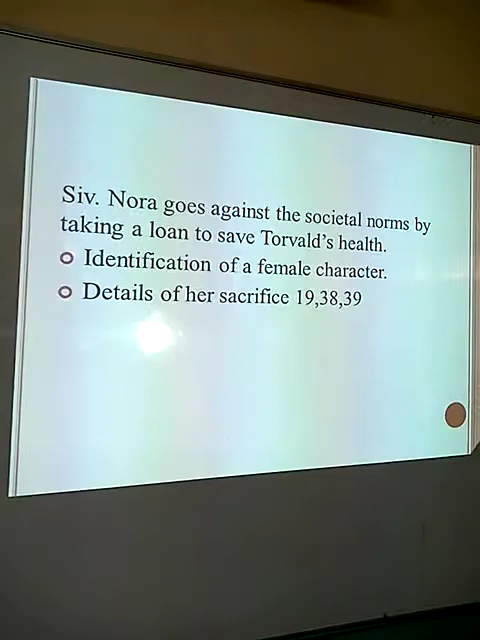 Siv. Nora goes against the societal norms by
taking a loan to save Torvald's health.
Identification of a female character.
Details of her sacrifice 19,38,39